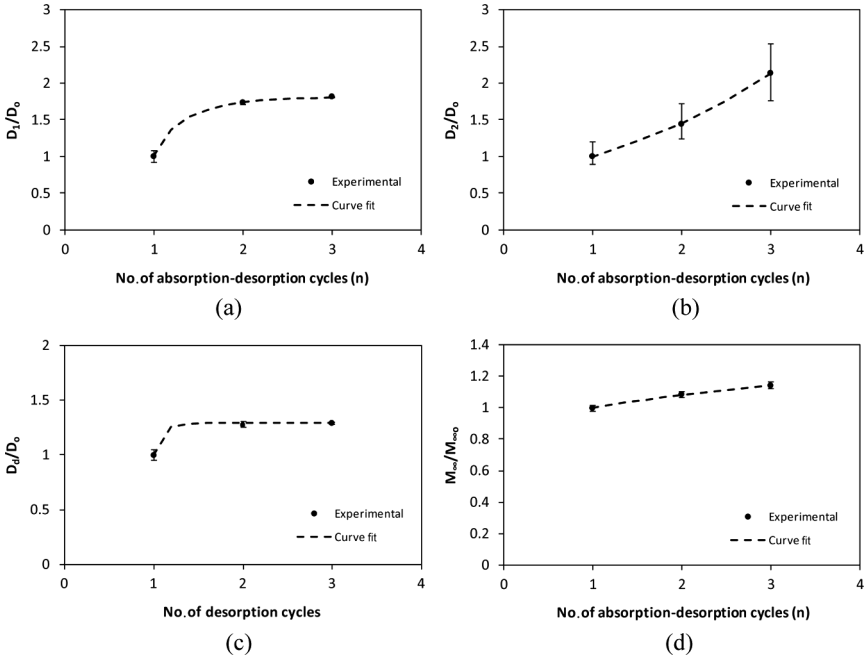 3
2.5
2
1.5
1
0.5
0
D₁/Dₒ
Experimental
Curve fit
0 1 2 3 4
No.of absorption-desorption cycles (n)
(a)
3
2.5
2
1.5
1
0.5
0
D₂/Dₒ
Experimental
Curve fit
0 1 2 3 4
No.of absorption-desorption cycles (n)
(b)
2
1.5
1
0.5
0
D_d/Dₒ
Experimental
Curve fit
0 1 2 3 4
No.of desorption cycles
(c)
1.4
1.2
1
0.8
0.6
0.4
0.2
0
M∞/M∞ₒ
Experimental
Curve fit
0 1 2 3 4
No.of absorption-desorption cycles (n)
(d)